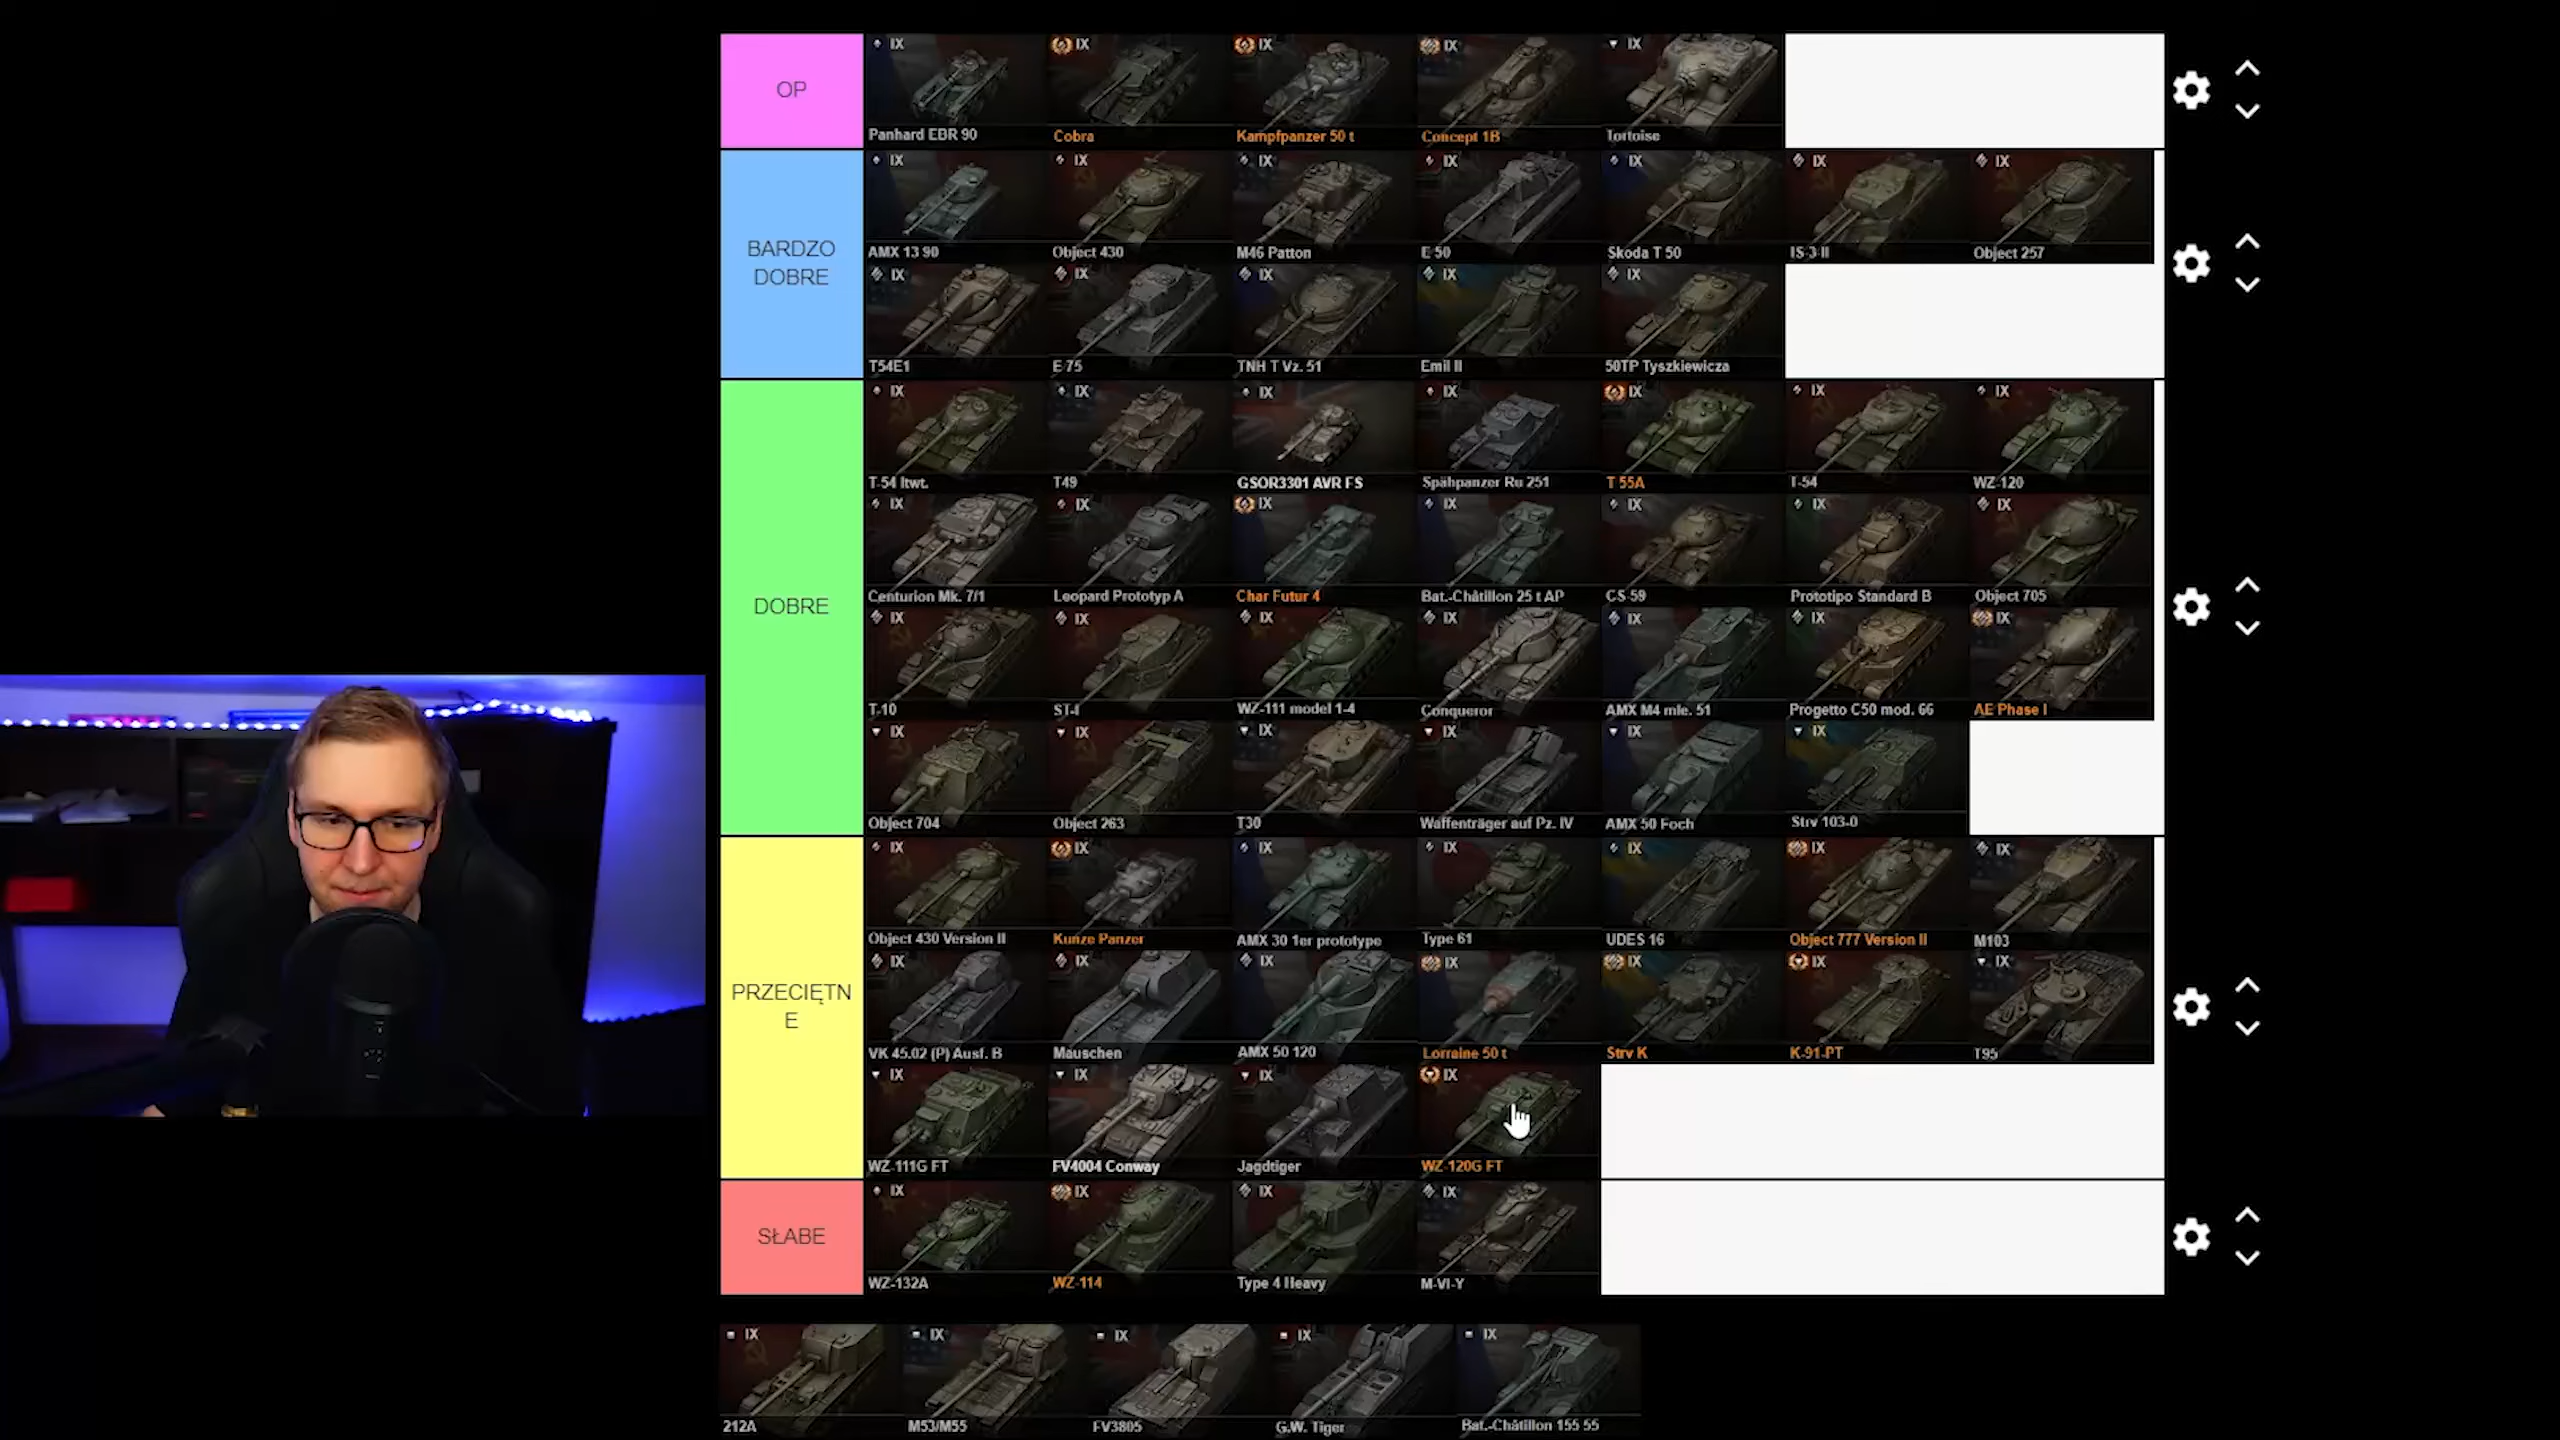 OP
IX IX IX IX IX
Panhard EBR 90 Cobra Kampfpanzer 50 t Concept 1B Tortoise
BARDZO
DOBRE
IX IX IX IX IX IX IX
AMX 13 90 Object 430 M46 Patton E 50 Skoda T 50 IS-3-II Object 257
IX IX IX IX IX
T54E1 E 75 TNH T Vz. 51 Emil II 50TP Tyszkiewicza
DOBRE
IX IX IX IX IX IX IX
T-54 ltwt. T49 GSOR3301 AVR FS Spähpanzer Ru 251 T 55A T-54 WZ-120
IX IX IX IX IX IX IX
Centurion Mk. 7/1 Leopard Prototyp A Char Futur 4 Bat.-Châtillon 25 t AP CS-59 Prototipo Standard B Object 705
IX IX IX IX IX IX IX
T-10 ST-I WZ-111 model 1-4 Conqueror AMX M4 mle. 51 Progetto C50 mod. 66 AE Phase I
IX IX IX IX IX IX
Object 704 Object 263 T30 Waffenträger auf Pz. IV AMX 50 Foch Strv 103-0
PRZECIĘTN
E
IX IX IX IX IX IX IX
Object 430 Version II Kunze Panzer AMX 30 1er prototype Type 61 UDES 16 Object 777 Version II M103
IX IX IX IX IX IX IX
VK 45.02 (P) Ausf. B Mäuschen AMX 50 120 Lorraine 50 t Strv K K-91-PT T95
IX IX IX IX
WZ-111G FT FV4004 Conway Jagdtiger WZ-120G FT
SŁABE
IX IX IX IX
WZ-132A WZ-114 Type 4 Heavy M-VI-Y
IX IX IX IX IX
212A M53/M55 FV3805 G.W. Tiger Bat.-Châtillon 155 55